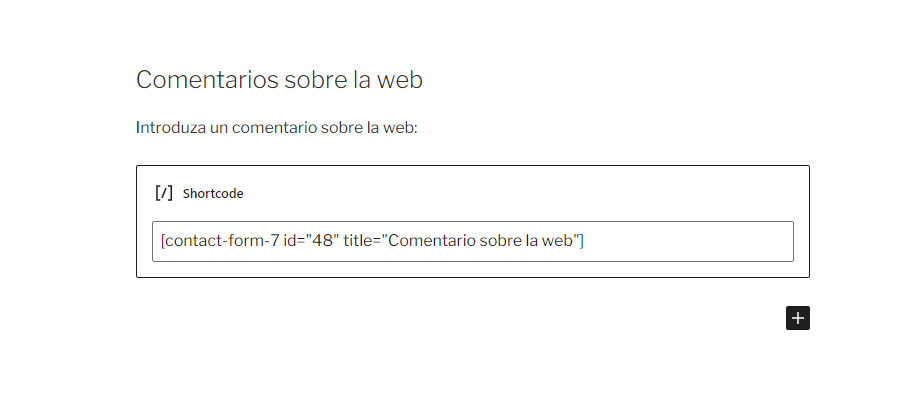 Comentarios sobre la web
Introduza un comentario sobre la web:
[/] Shortcode
[contact-form-7 id="48" title="Comentario sobre la web"]